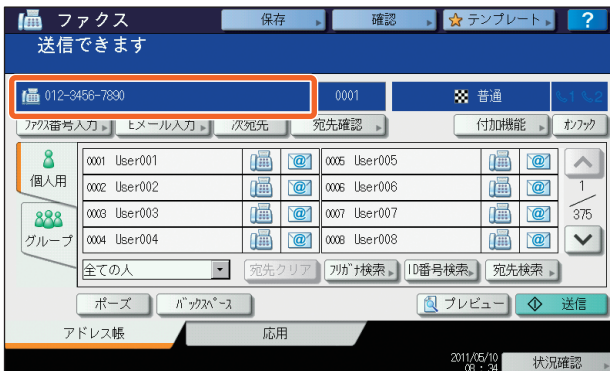 ファクス 保存 確認 テンプレート ?
送信できます
012-3456-7890 0001 普通 1 2
ファクス番号入力 Eメール入力 次宛先 宛先確認 付加機能 オンフック
個人用
0001 User001 @ 0005 User005 @
0002 User002 @ 0006 User006 @
1
0003 User003 @ 0007 User007 @
375
グループ
0004 User004 @ 0008 User008 @
全ての人 宛先クリア フリガナ検索 ID番号検索 宛先検索
ポーズ バックスペース プレビュー 送信
アドレス帳 応用
2011/05/10
08:34 状況確認